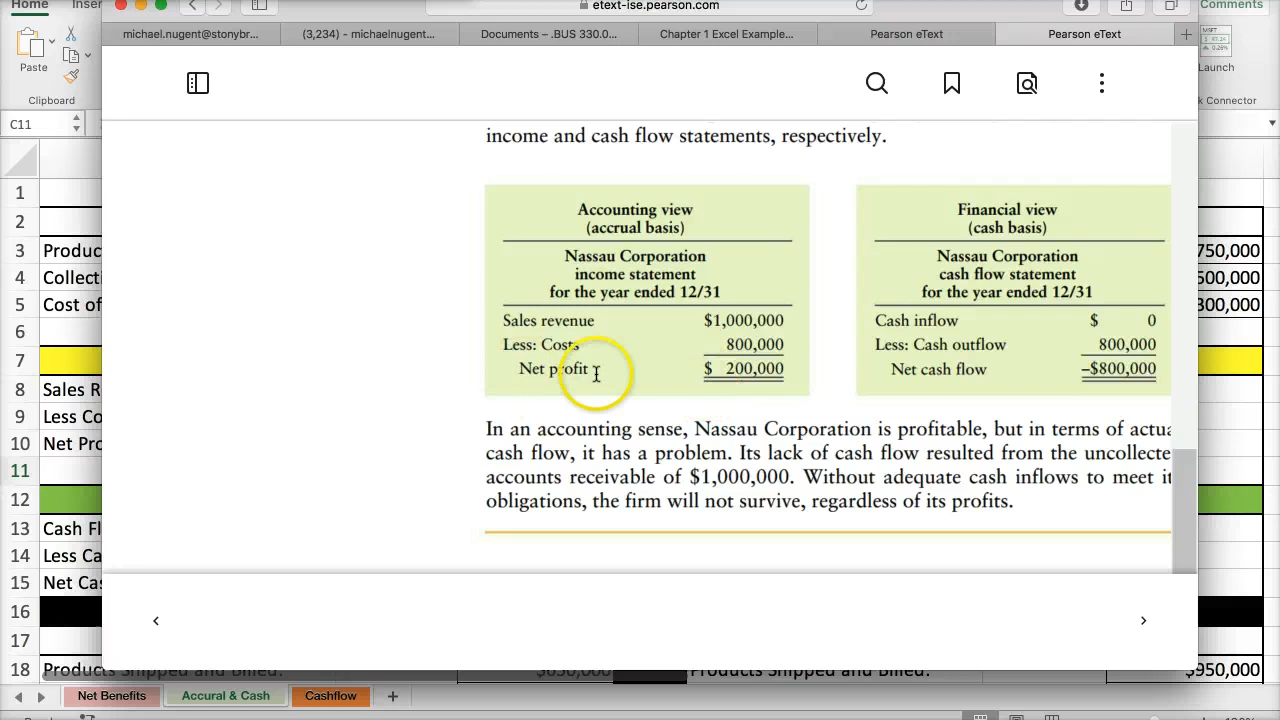 Home
Comments
etext-ise.pearson.com
michael.nugent@stonybr...
(3,234) - michaelnugent...
Documents – .BUS 330.0...
Chapter 1 Excel Example...
Pearson eText
Pearson eText
Paste
Launch
Clipboard
Connector
C11
income and cash flow statements, respectively.
Accounting view
(accrual basis)
Nassau Corporation
income statement
for the year ended 12/31
Sales revenue $1,000,000
Less: Costs 800,000
Net profit $ 200,000
Financial view
(cash basis)
Nassau Corporation
cash flow statement
for the year ended 12/31
Cash inflow $ 0
Less: Cash outflow 800,000
Net cash flow –$800,000
In an accounting sense, Nassau Corporation is profitable, but in terms of actua
cash flow, it has a problem. Its lack of cash flow resulted from the uncollecte
accounts receivable of $1,000,000. Without adequate cash inflows to meet it
obligations, the firm will not survive, regardless of its profits.
1
2
3 Produc 750,000
4 Collecti 500,000
5 Cost of 300,000
6
7
8 Sales R
9 Less Co
10 Net Pro
11
12
13 Cash Fl
14 Less Ca
15 Net Cas
16
17
18 Products Shipped and Billed: $650,000 Products Shipped and Billed: $950,000
Net Benefits
Accural & Cash
Cashflow